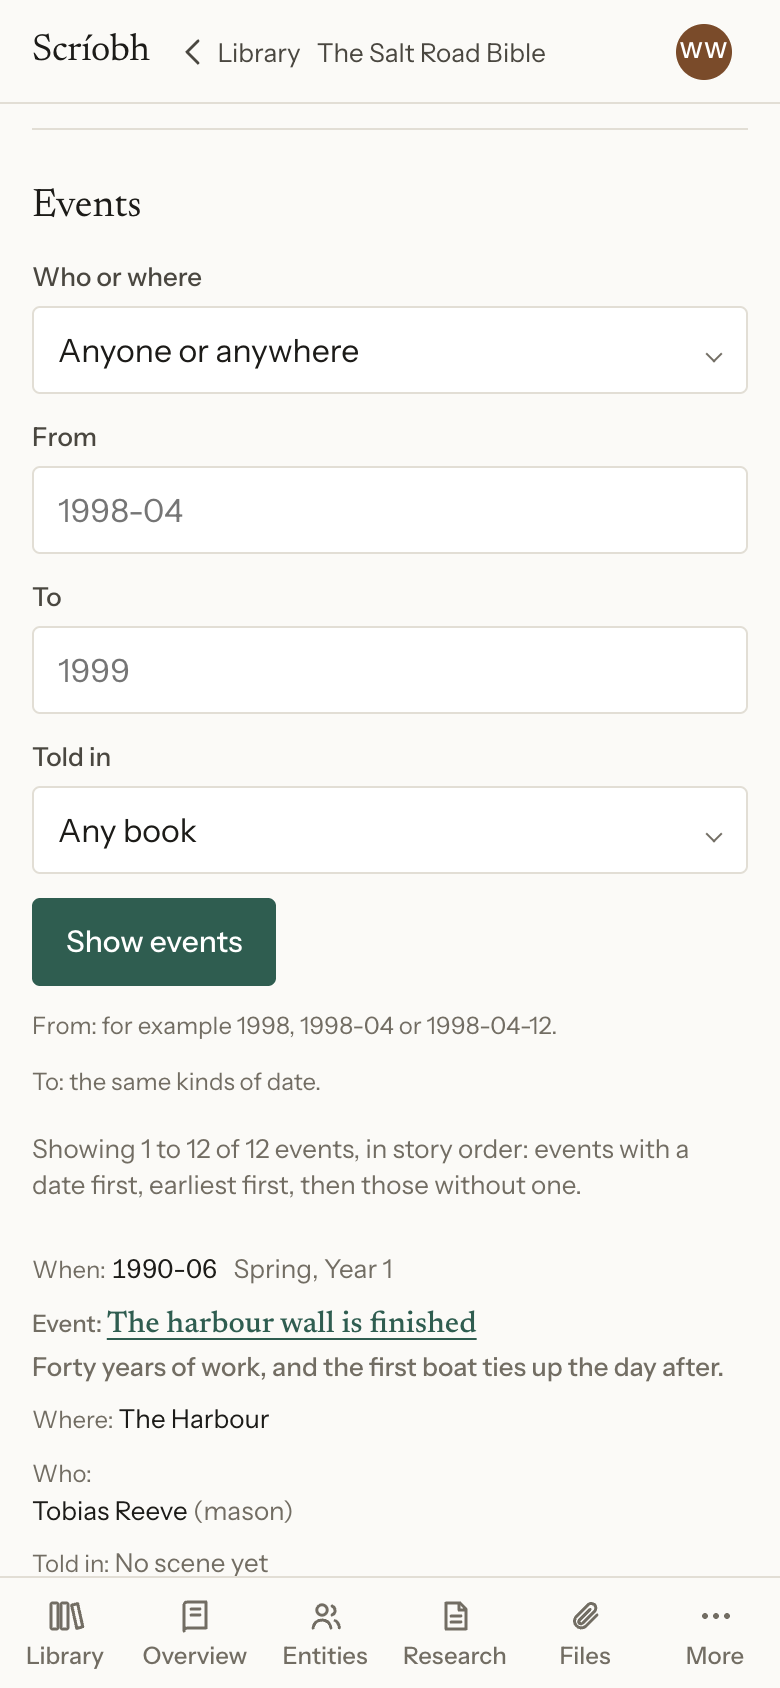 Scríobh
Library The Salt Road Bible
WW
Events
Who or where
Anyone or anywhere
From
1998-04
To
1999
Told in
Any book
Show events
From: for example 1998, 1998-04 or 1998-04-12.
To: the same kinds of date.
Showing 1 to 12 of 12 events, in story order: events with a
date first, earliest first, then those without one.
When: 1990-06 Spring, Year 1
Event: The harbour wall is finished
Forty years of work, and the first boat ties up the day after.
Where: The Harbour
Who:
Tobias Reeve (mason)
Told in: No scene yet
Library Overview Entities Research Files More